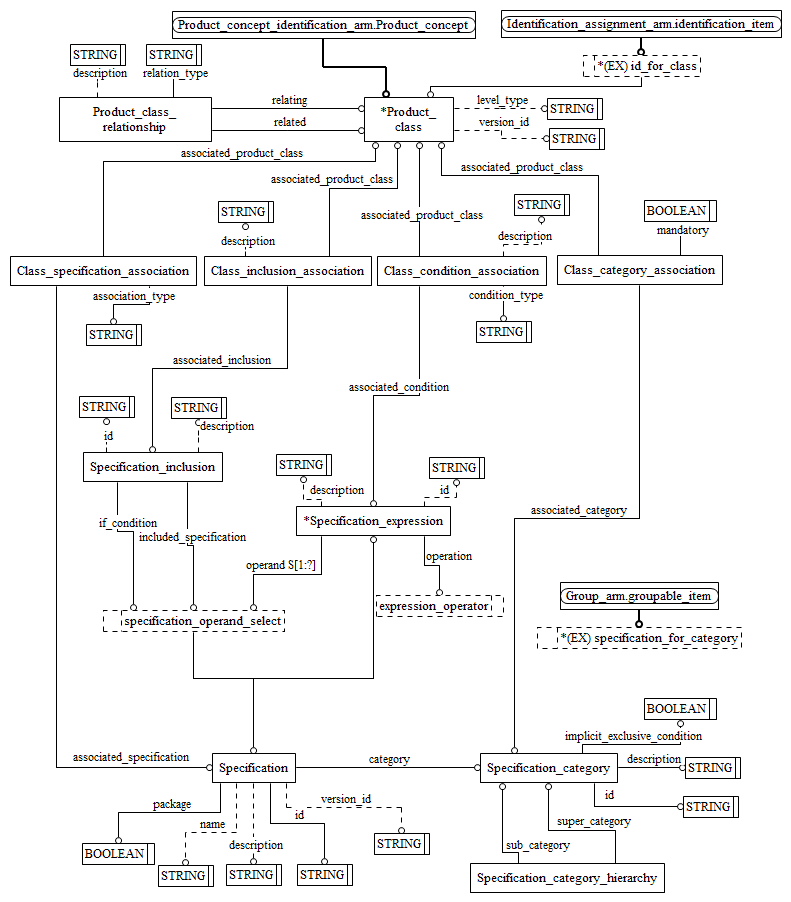 Product_concept_identification_arm.Product_concept
Identification_assignment_arm.identification_item
STRING
STRING
*(EX) id_for_class
description
relation_type
Product_class_
relationship
relating
related
*Product_
class
level_type
STRING
version_id
STRING
associated_product_class
associated_product_class
associated_product_class
associated_product_class
STRING
description
STRING
description
BOOLEAN
mandatory
Class_specification_association
Class_inclusion_association
Class_condition_association
Class_category_association
association_type
STRING
condition_type
STRING
associated_inclusion
associated_condition
STRING
id
STRING
description
Specification_inclusion
STRING
description
STRING
id
*Specification_expression
associated_category
if_condition
included_specification
operand S[1:?]
operation
specification_operand_select
expression_operator
Group_arm.groupable_item
*(EX) specification_for_category
BOOLEAN
implicit_exclusive_condition
associated_specification
Specification
category
Specification_category
description
STRING
id
STRING
package
BOOLEAN
name
STRING
description
STRING
id
STRING
version_id
STRING
sub_category
super_category
Specification_category_hierarchy